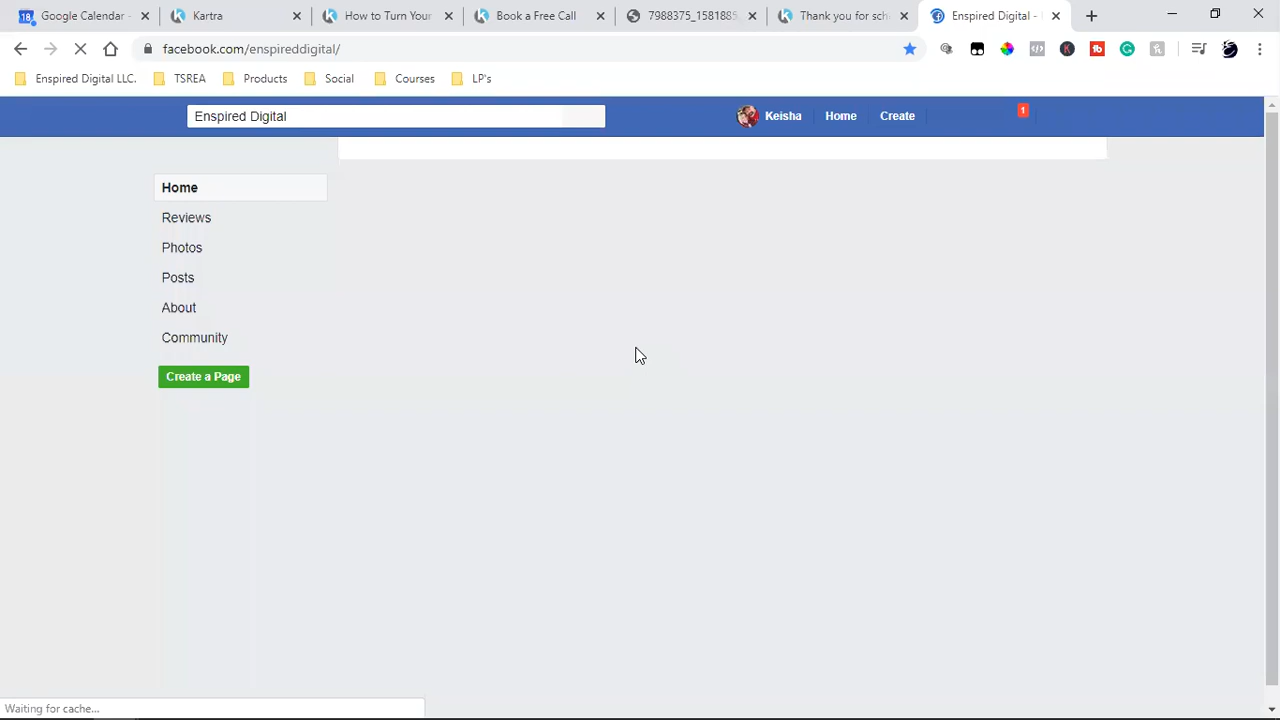 Google Calendar -
Kartra
How to Turn Your
Book a Free Call
Thank you for sch
Enspired Digital -
facebook.com/enspireddigital/
Enspired Digital LLC.
TSREA
Products
Social
Courses
LP's
Enspired Digital
Keisha
Home
Create
1
Home
Reviews
Photos
Posts
About
Community
Create a Page
Waiting for cache...